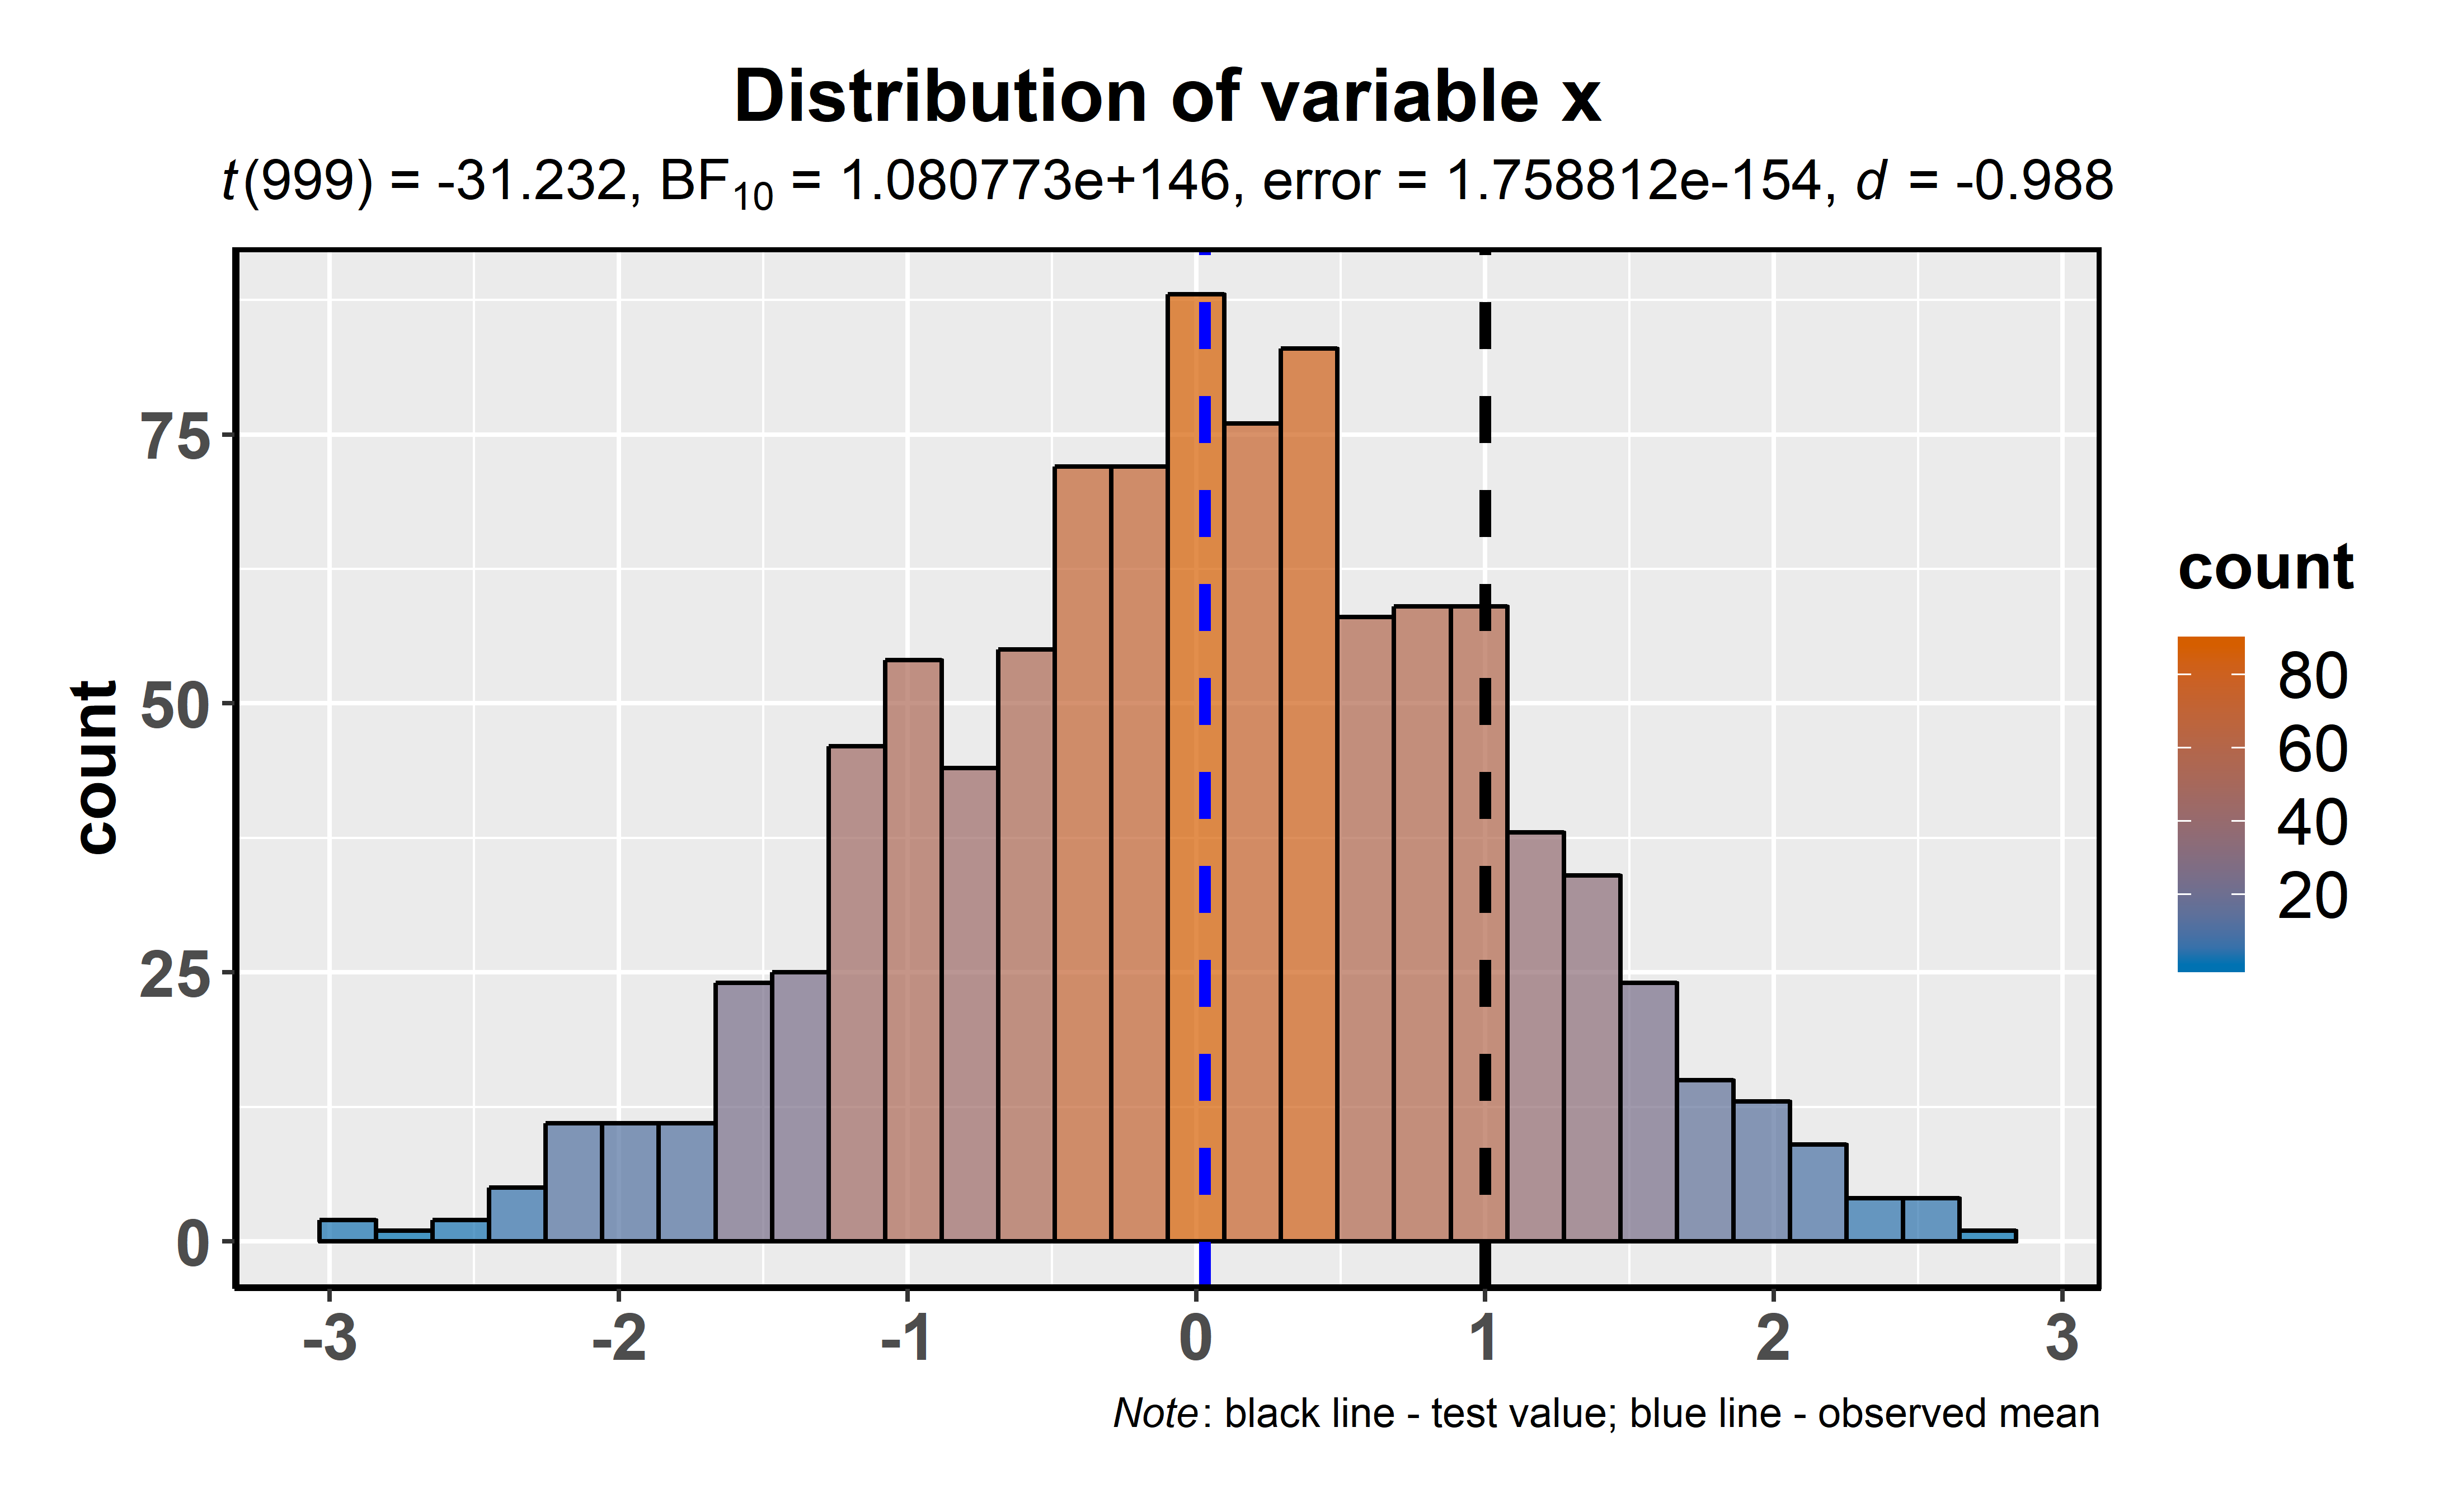 Distribution of variable x
t(999) = -31.232, BF₁₀ = 1.080773e+146, error = 1.758812e-154, d = -0.988
count
75
50
25
0
-3 -2 -1 0 1 2 3
count
80
60
40
20
Note: black line - test value; blue line - observed mean